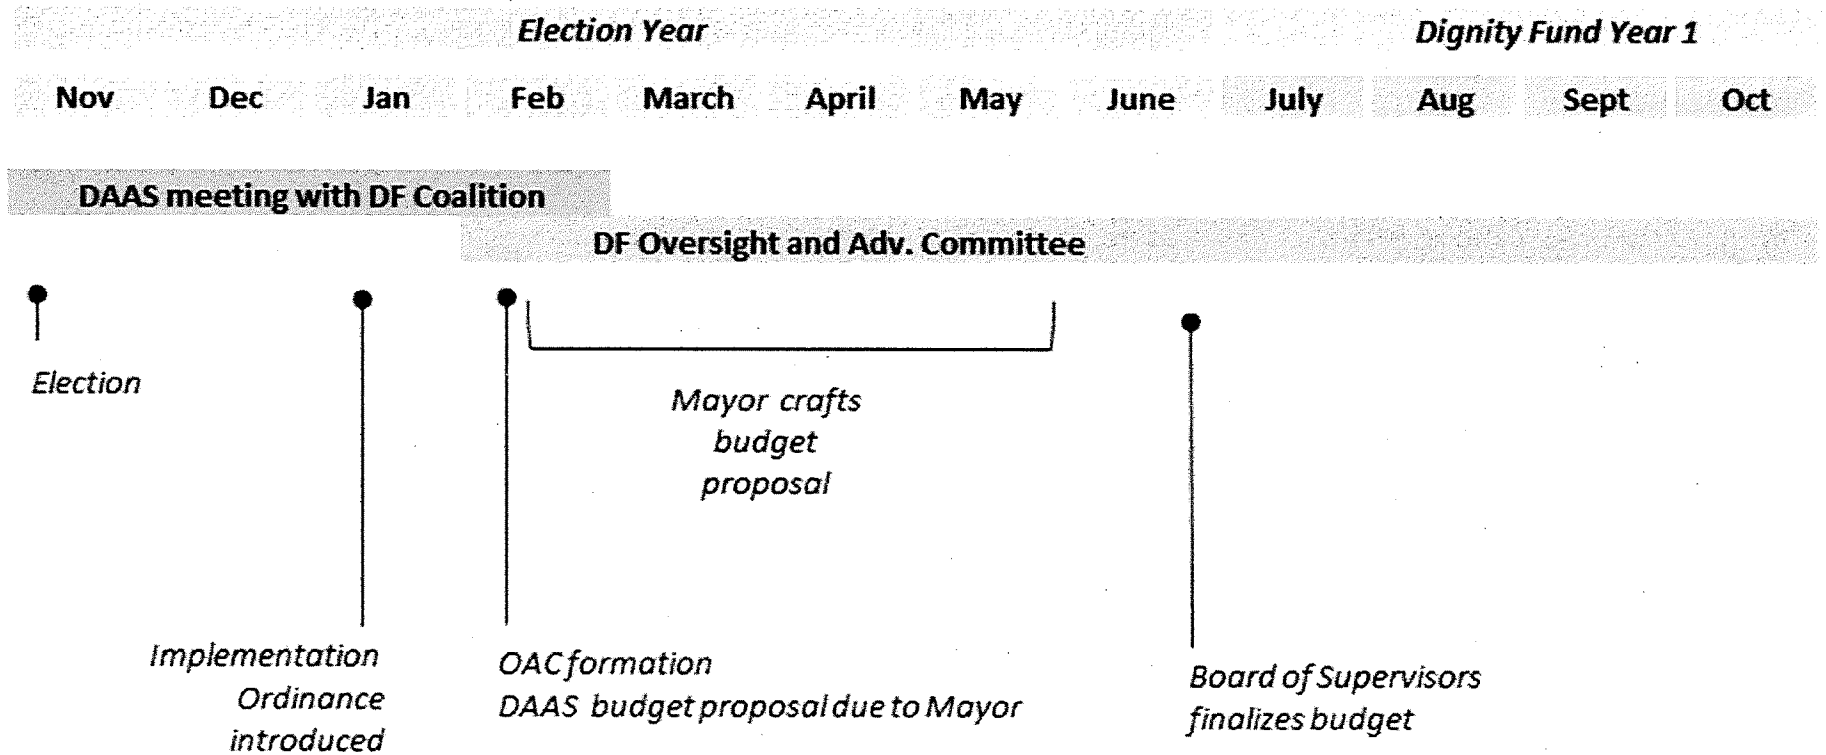 Election Year Dignity Fund Year 1
Nov Dec Jan Feb March April May June July Aug Sept Oct
DAAS meeting with DF Coalition
DF Oversight and Adv. Committee
Election
Mayor crafts
budget
proposal
Implementation
Ordinance
introduced
OAC formation
DAAS budget proposal due to Mayor
Board of Supervisors
finalizes budget